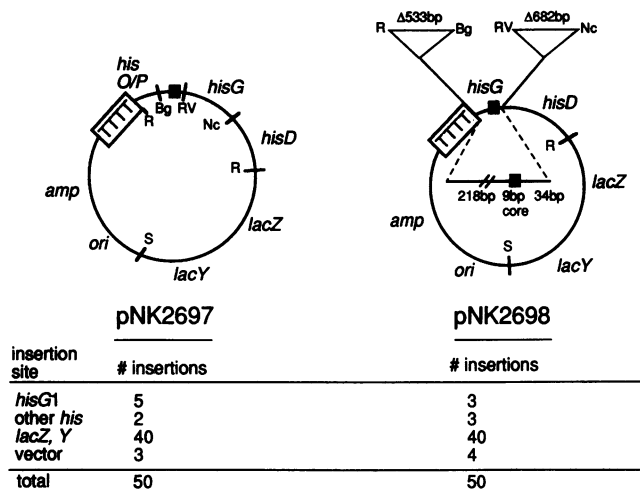 Δ533bp
R Bg
Δ682bp
RV Nc
his
O/P
hisG
Bg RV
R
Nc
hisD
R
TTTT
amp
lacZ
ori
S
lacY
hisG
hisD
R
TTTT
lacZ
218bp 9bp 34bp
core
amp
S
ori
lacY
pNK2697 pNK2698
insertion
site # insertions # insertions
hisG1 5 3
other his 2 3
lacZ, Y 40 40
vector 3 4
total 50 50